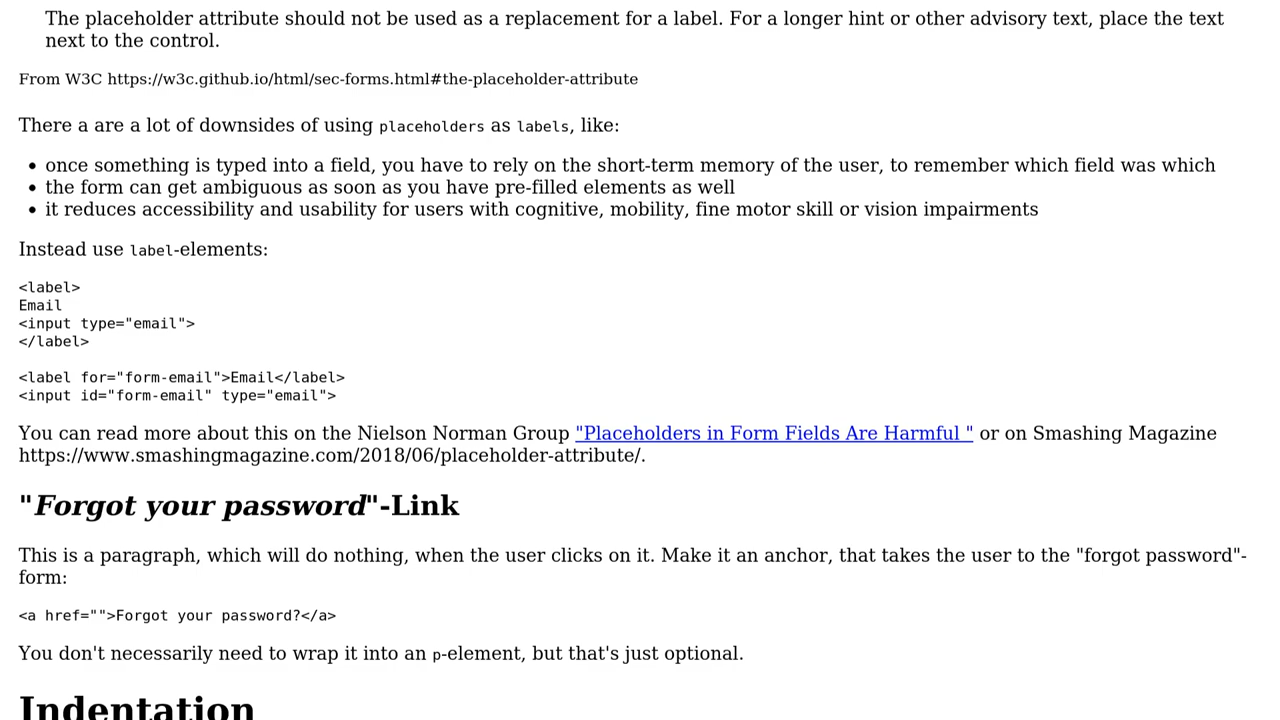 The placeholder attribute should not be used as a replacement for a label. For a longer hint or other advisory text, place the text
next to the control.
From W3C https://w3c.github.io/html/sec-forms.html#the-placeholder-attribute
There a are a lot of downsides of using placeholders as labels, like:
• once something is typed into a field, you have to rely on the short-term memory of the user, to remember which field was which
• the form can get ambiguous as soon as you have pre-filled elements as well
• it reduces accessibility and usability for users with cognitive, mobility, fine motor skill or vision impairments
Instead use label-elements:
<label>
Email
<input type="email">
</label>
<label for="form-email">Email</label>
<input id="form-email" type="email">
You can read more about this on the Nielson Norman Group "Placeholders in Form Fields Are Harmful " or on Smashing Magazine
https://www.smashingmagazine.com/2018/06/placeholder-attribute/.
"Forgot your password"-Link
This is a paragraph, which will do nothing, when the user clicks on it. Make it an anchor, that takes the user to the "forgot password"-
form:
<a href="">Forgot your password?</a>
You don't necessarily need to wrap it into an p-element, but that's just optional.
Indentation